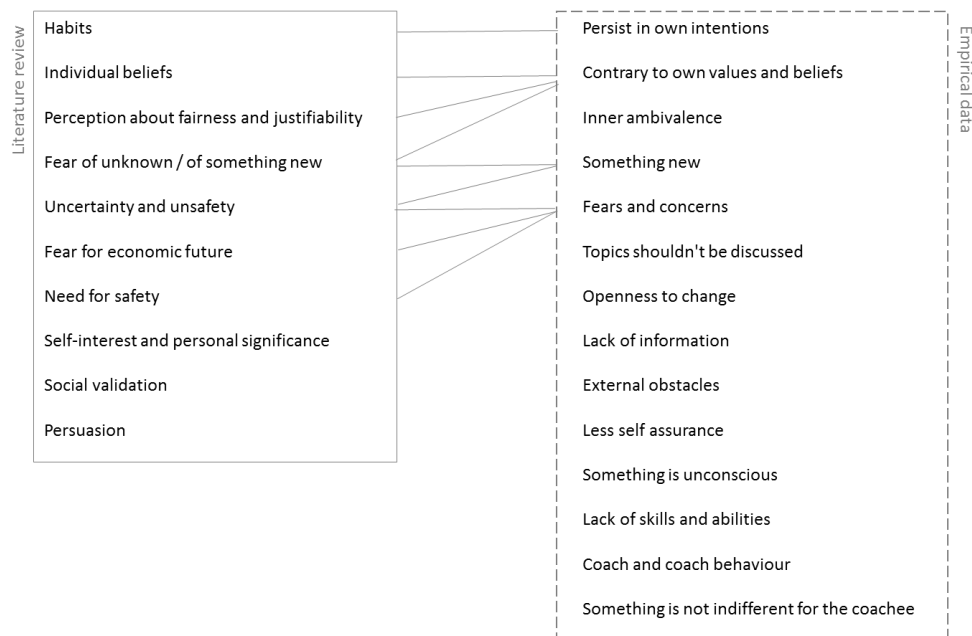 Literature review
Habits
Individual beliefs
Perception about fairness and justifiability
Fear of unknown / of something new
Uncertainty and unsafety
Fear for economic future
Need for safety
Self-interest and personal significance
Social validation
Persuasion
Empirical data
Persist in own intentions
Contrary to own values and beliefs
Inner ambivalence
Something new
Fears and concerns
Topics shouldn't be discussed
Openness to change
Lack of information
External obstacles
Less self assurance
Something is unconscious
Lack of skills and abilities
Coach and coach behaviour
Something is not indifferent for the coachee